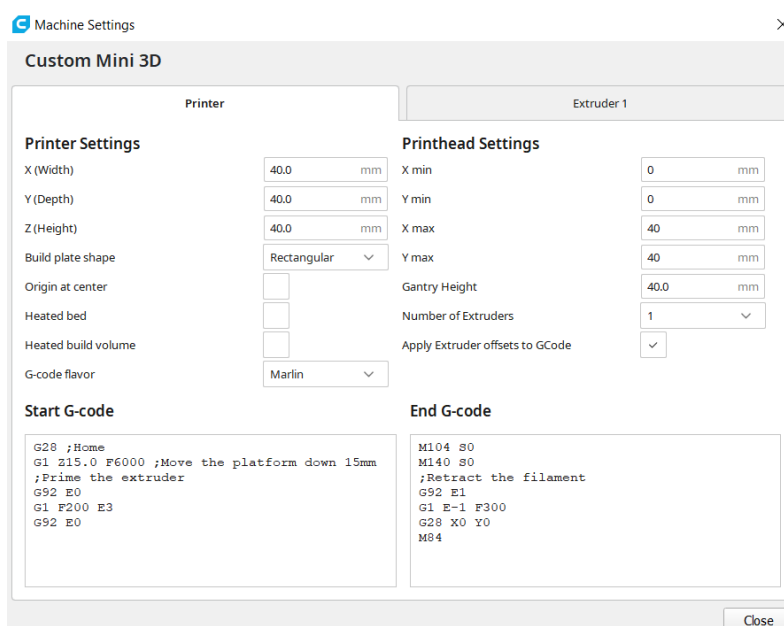 Machine Settings
Custom Mini 3D
Printer
Extruder 1
Printer Settings
X (Width) 40.0 mm
Y (Depth) 40.0 mm
Z (Height) 40.0 mm
Build plate shape Rectangular
Origin at center
Heated bed
Heated build volume
G-code flavor Marlin
Printhead Settings
X min 0 mm
Y min 0 mm
X max 40 mm
Y max 40 mm
Gantry Height 40.0 mm
Number of Extruders 1
Apply Extruder offsets to GCode
Start G-code
G28 ;Home
G1 Z15.0 F6000 ;Move the platform down 15mm
;Prime the extruder
G92 E0
G1 F200 E3
G92 E0
End G-code
M104 S0
M140 S0
;Retract the filament
G92 E1
G1 E-1 F300
G28 X0 Y0
M84
Close